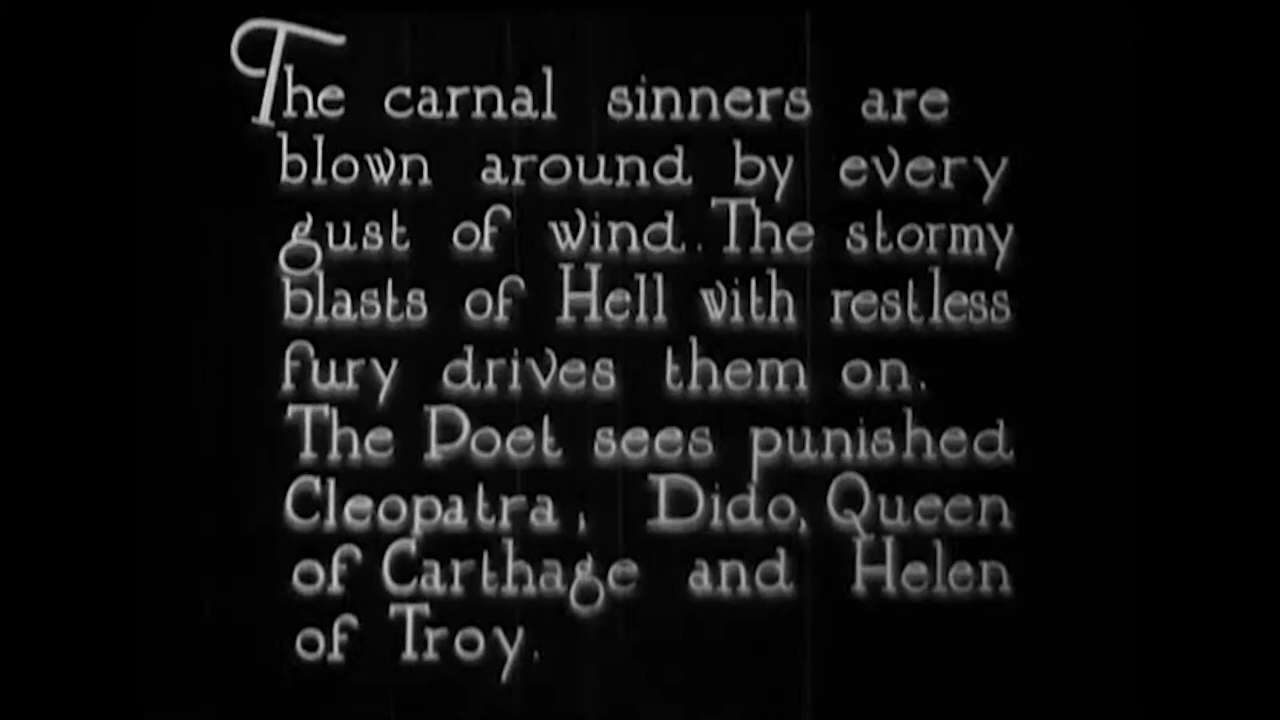 The carnal sinners are
blown around by every
gust of wind. The stormy
blasts of Hell with restless
fury drives them on.
The Poet sees punished
Cleopatra, Dido, Queen
of Carthage and Helen
of Troy.